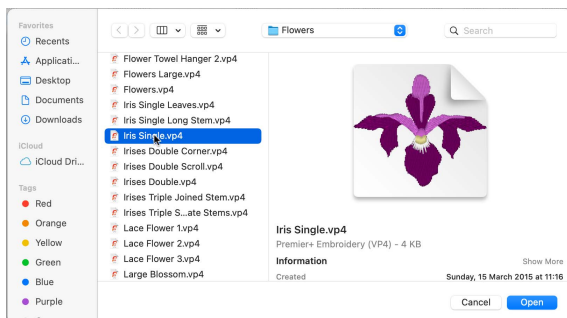 Favorites
Recents
Applicati...
Desktop
Documents
Downloads
iCloud
iCloud Dri...
Tags
Red
Orange
Yellow
Green
Blue
Purple
Flowers
Search
Flower Towel Hanger 2.vp4
Flowers Large.vp4
Flowers.vp4
Iris Single Leaves.vp4
Iris Single Long Stem.vp4
Iris Single.vp4
Irises Double Corner.vp4
Irises Double Scroll.vp4
Irises Double.vp4
Irises Triple Joined Stem.vp4
Irises Triple S...ate Stems.vp4
Lace Flower 1.vp4
Lace Flower 2.vp4
Lace Flower 3.vp4
Large Blossom.vp4
Iris Single.vp4
Premier+ Embroidery (VP4) - 4 KB
Information
Show More
Created
Sunday, 15 March 2015 at 11:16
Cancel
Open